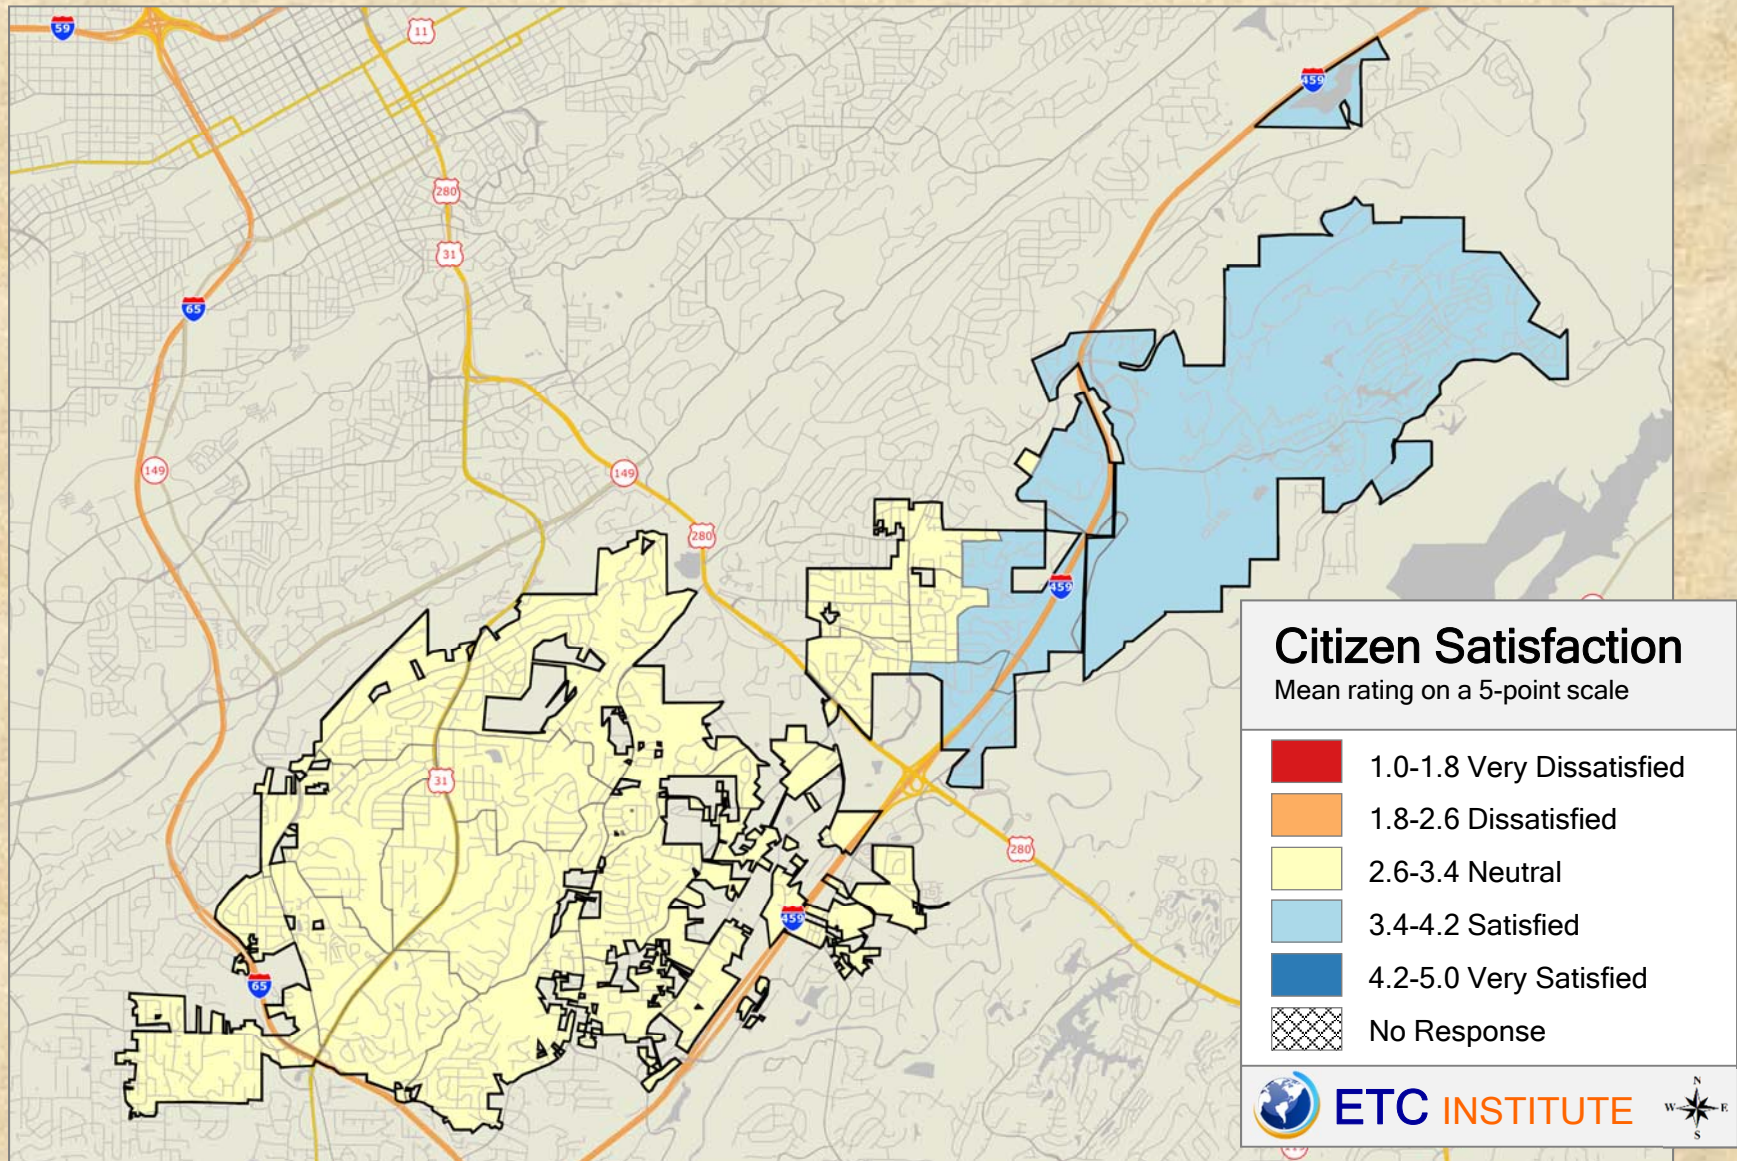 59
11
459
280
31
65
149
149
280
459
31
280
459
65
Citizen Satisfaction
Mean rating on a 5-point scale
1.0-1.8 Very Dissatisfied
1.8-2.6 Dissatisfied
2.6-3.4 Neutral
3.4-4.2 Satisfied
4.2-5.0 Very Satisfied
No Response
ETC INSTITUTE
N
W E
S